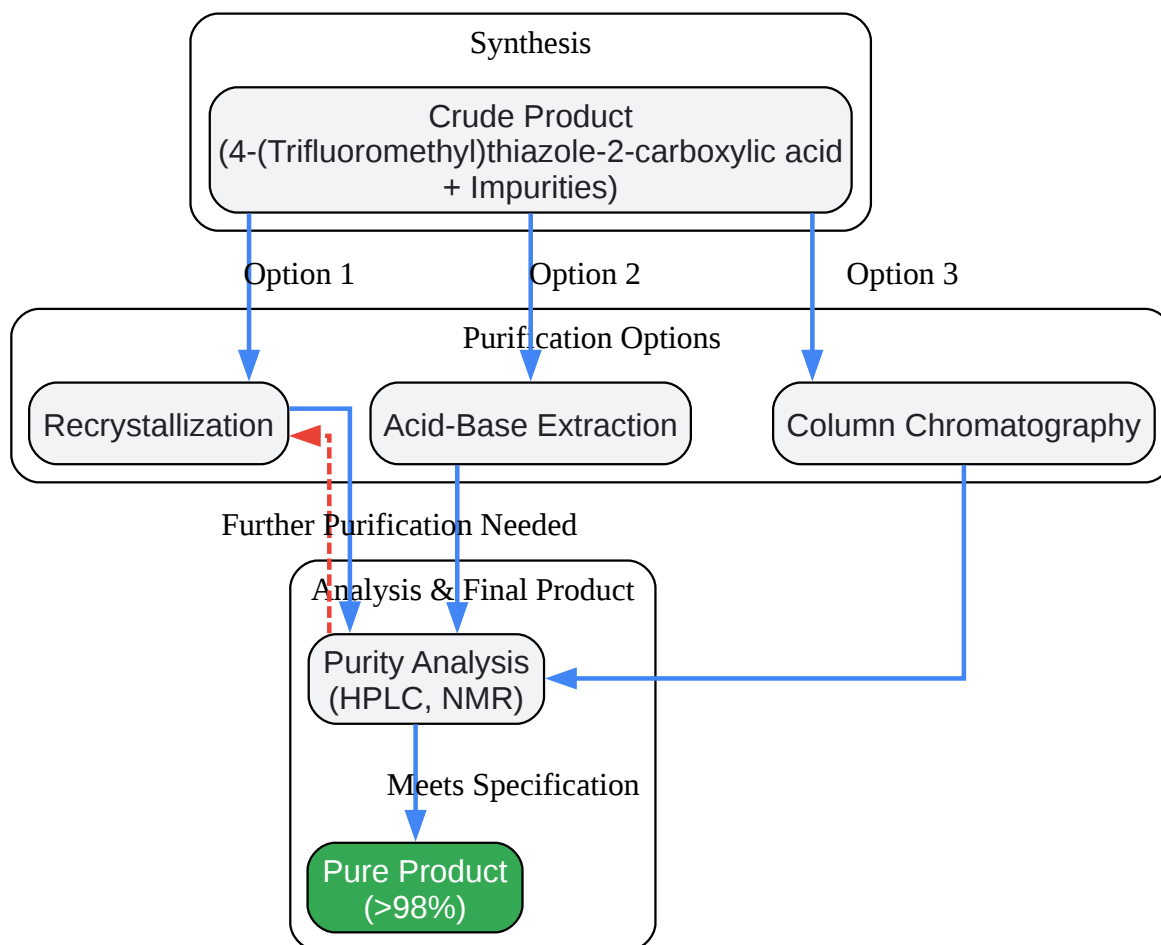 Synthesis
Crude Product
(4-(Trifluoromethyl)thiazole-2-carboxylic acid
+ Impurities)
Option 1
Option 2
Option 3
Purification Options
Recrystallization
Acid-Base Extraction
Column Chromatography
Further Purification Needed
Analysis & Final Product
Purity Analysis
(HPLC, NMR)
Meets Specification
Pure Product
(>98%)